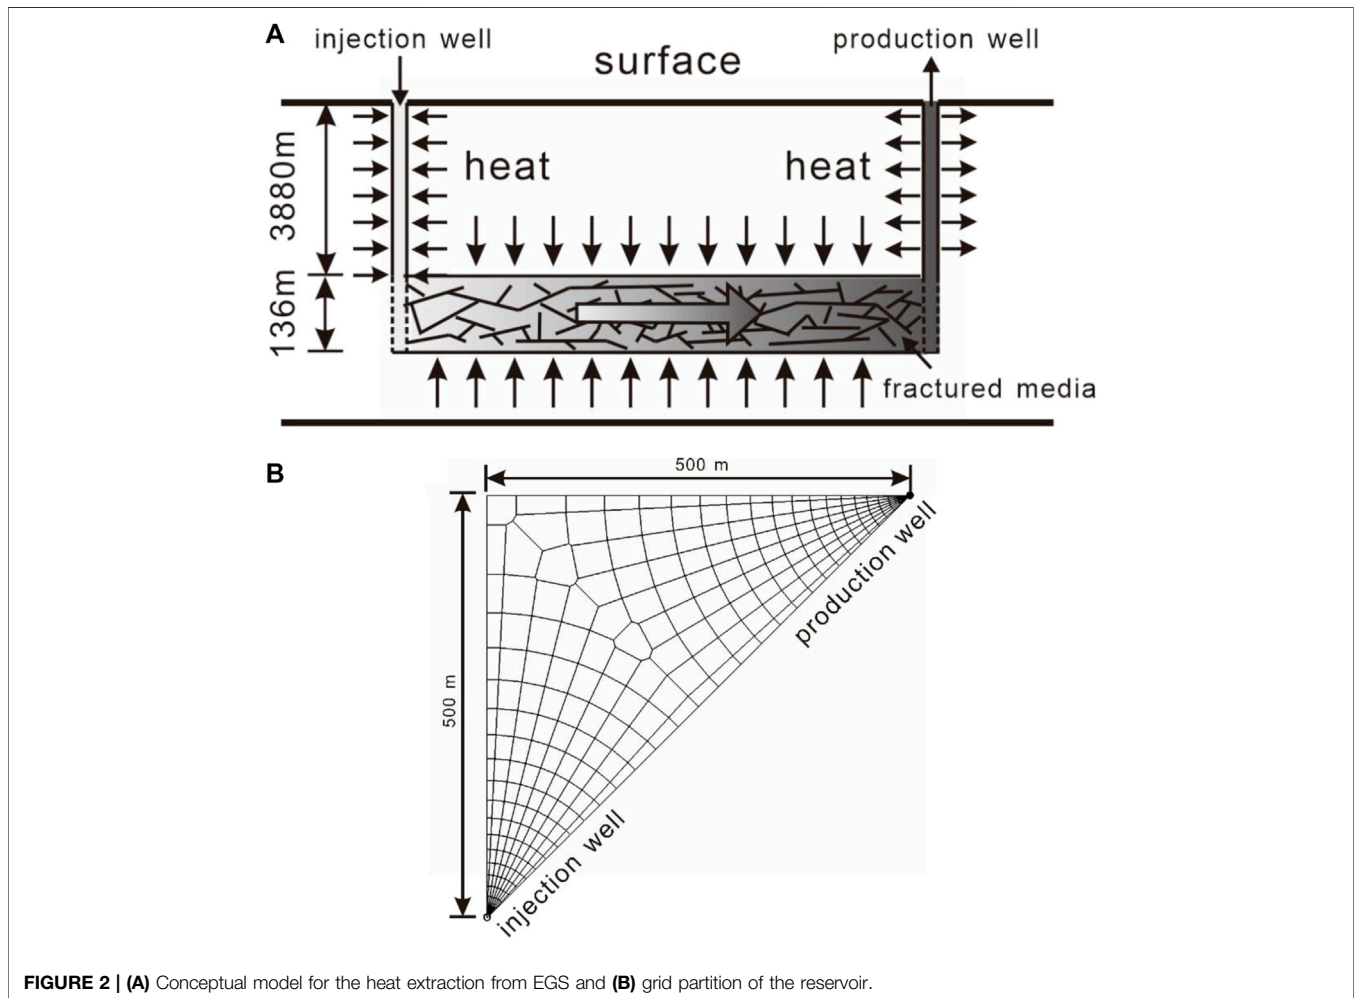 A
injection well
production well
surface
heat
heat
3880m
136m
fractured media
B
500 m
production well
500 m
injection well
FIGURE 2 | (A) Conceptual model for the heat extraction from EGS and (B) grid partition of the reservoir.